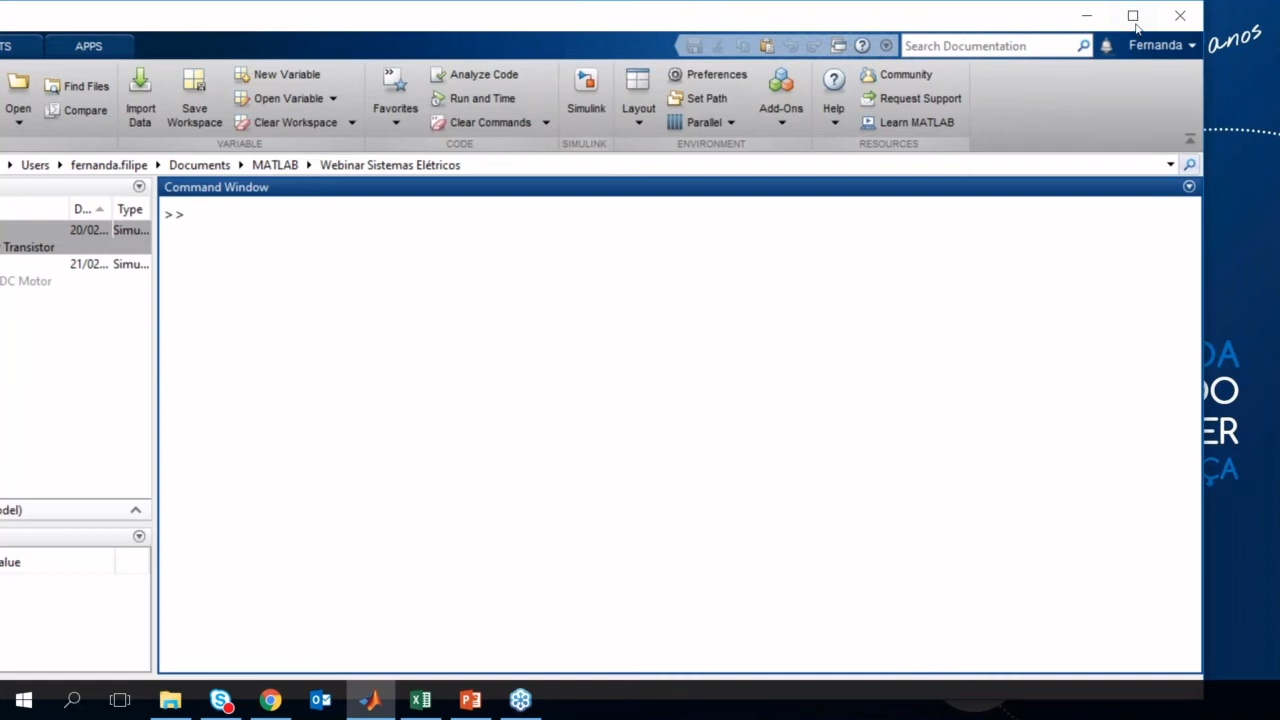 anos
TS APPS Search Documentation Fernanda
Open Find Files Compare Import Data Save Workspace New Variable Open Variable Clear Workspace Favorites Analyze Code Run and Time Clear Commands Simulink Layout Preferences Set Path Parallel Add-Ons Help Community Request Support Learn MATLAB
VARIABLE CODE SIMULINK ENVIRONMENT RESOURCES
Users fernanda.filipe Documents MATLAB Webinar Sistemas Elétricos
Command Window
D... Type
>>
20/02... Simu...
Transistor
21/02... Simu...
DC Motor
DA
DO
ER
ÇA
odel)
alue